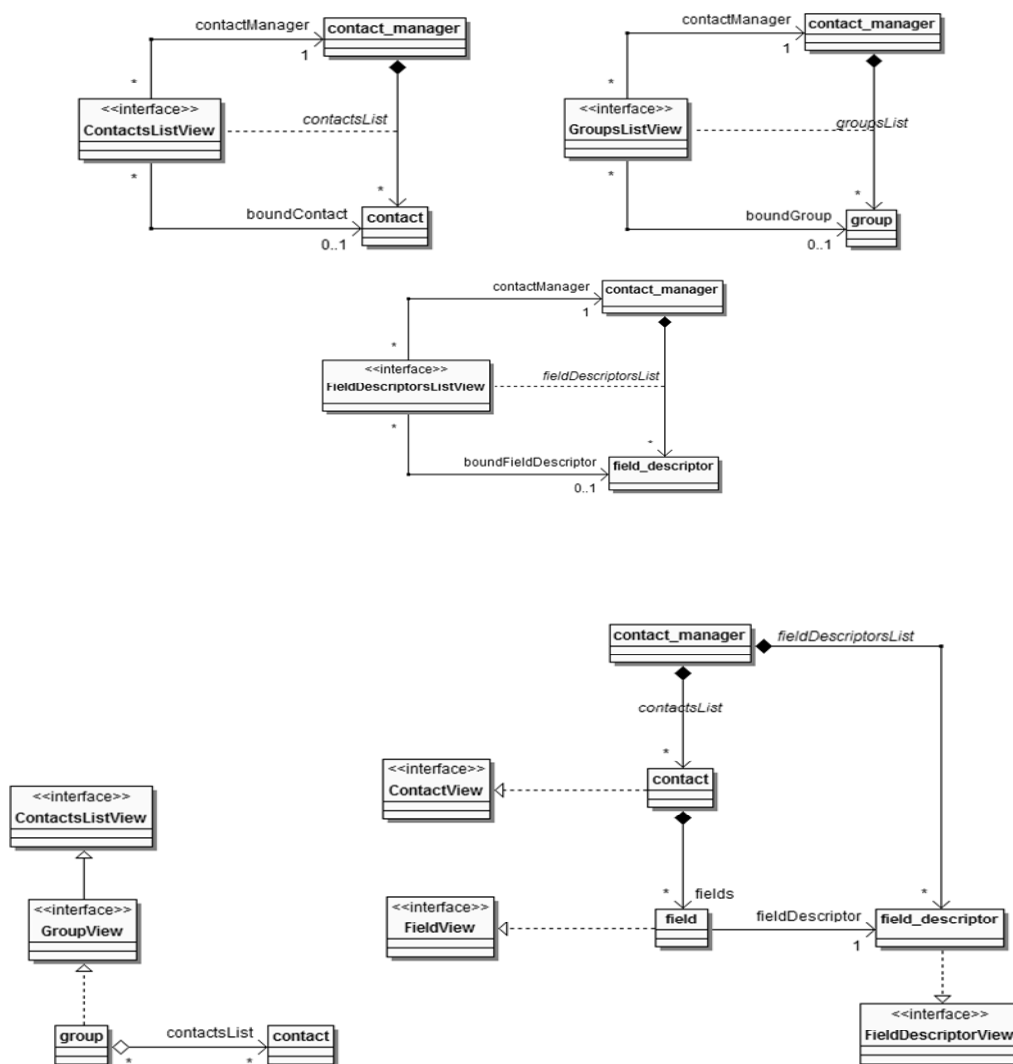 contactManager
contact_manager
1
*
<<interface>>
ContactsListView
contactsList
*
*
boundContact
contact
0..1
contactManager
contact_manager
1
*
<<interface>>
GroupsListView
groupsList
*
*
boundGroup
group
0..1
contactManager
contact_manager
1
*
<<interface>>
FieldDescriptorsListView
fieldDescriptorsList
*
*
boundFieldDescriptor
field_descriptor
0..1
contact_manager
fieldDescriptorsList
contactsList
*
<<interface>>
ContactView
contact
<<interface>>
ContactsListView
* fields
*
<<interface>>
FieldView
field
fieldDescriptor
1
field_descriptor
<<interface>>
GroupView
<<interface>>
FieldDescriptorView
group
contactsList
contact
*
*